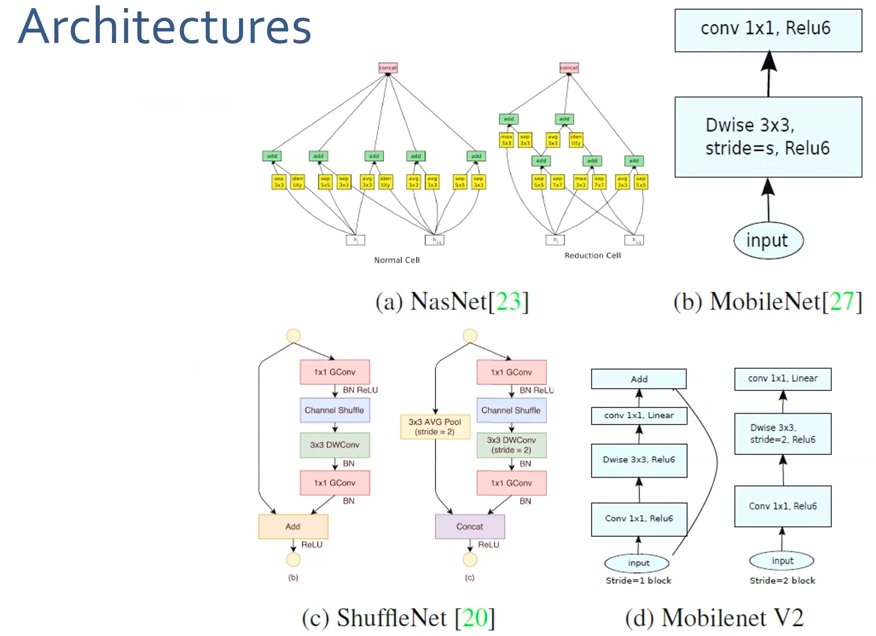 Architectures
concat
add
add
add
add
add
sep
3x3
iden
tity
sep
5x5
sep
3x3
avg
3x3
iden
tity
avg
3x3
avg
3x3
sep
5x5
sep
3x3
Normal Cell
concat
add
add
max
3x3
sep
3x3
avg
3x3
iden
tity
add
add
add
sep
5x5
sep
7x7
max
3x3
sep
7x7
avg
3x3
sep
5x5
Reduction Cell
(a) NasNet[23]
conv 1x1, Relu6
Dwise 3x3,
stride=s, Relu6
input
(b) MobileNet[27]
1x1 GConv
BN ReLU
Channel Shuffle
3x3 DWConv
BN
1x1 GConv
BN
Add
ReLU
(b)
1x1 GConv
BN ReLU
Channel Shuffle
3x3 AVG Pool
(stride = 2)
3x3 DWConv
(stride = 2)
BN
1x1 GConv
BN
Concat
ReLU
(c)
(c) ShuffleNet [20]
Add
conv 1x1, Linear
Dwise 3x3, Relu6
Conv 1x1, Relu6
input
Stride=1 block
conv 1x1, Linear
Dwise 3x3,
stride=2, Relu6
Conv 1x1, Relu6
input
Stride=2 block
(d) Mobilenet V2